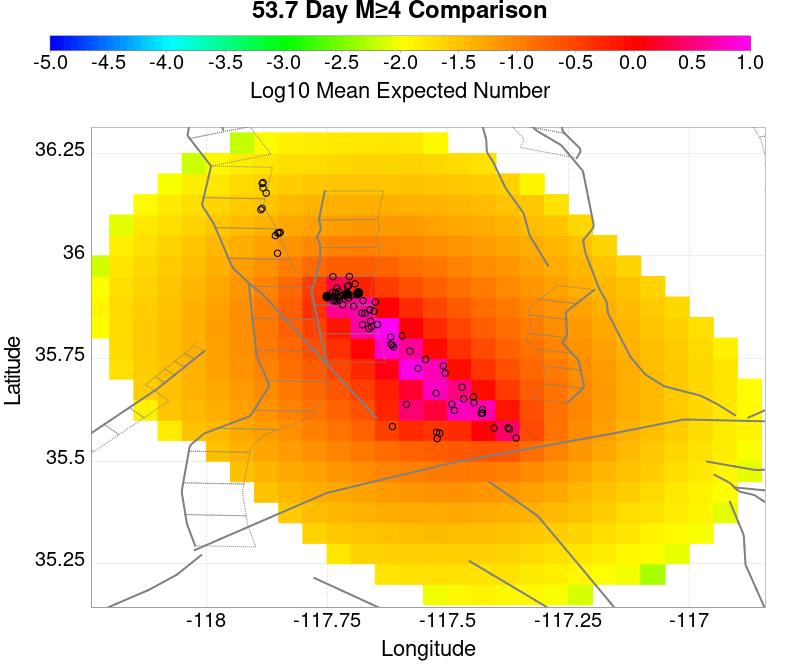 53.7 Day M≥4 Comparison
-5.0 -4.5 -4.0 -3.5 -3.0 -2.5 -2.0 -1.5 -1.0 -0.5 0.0 0.5 1.0
Log10 Mean Expected Number
36.25
36
35.75
35.5
35.25
Latitude
-118 -117.75 -117.5 -117.25 -117
Longitude